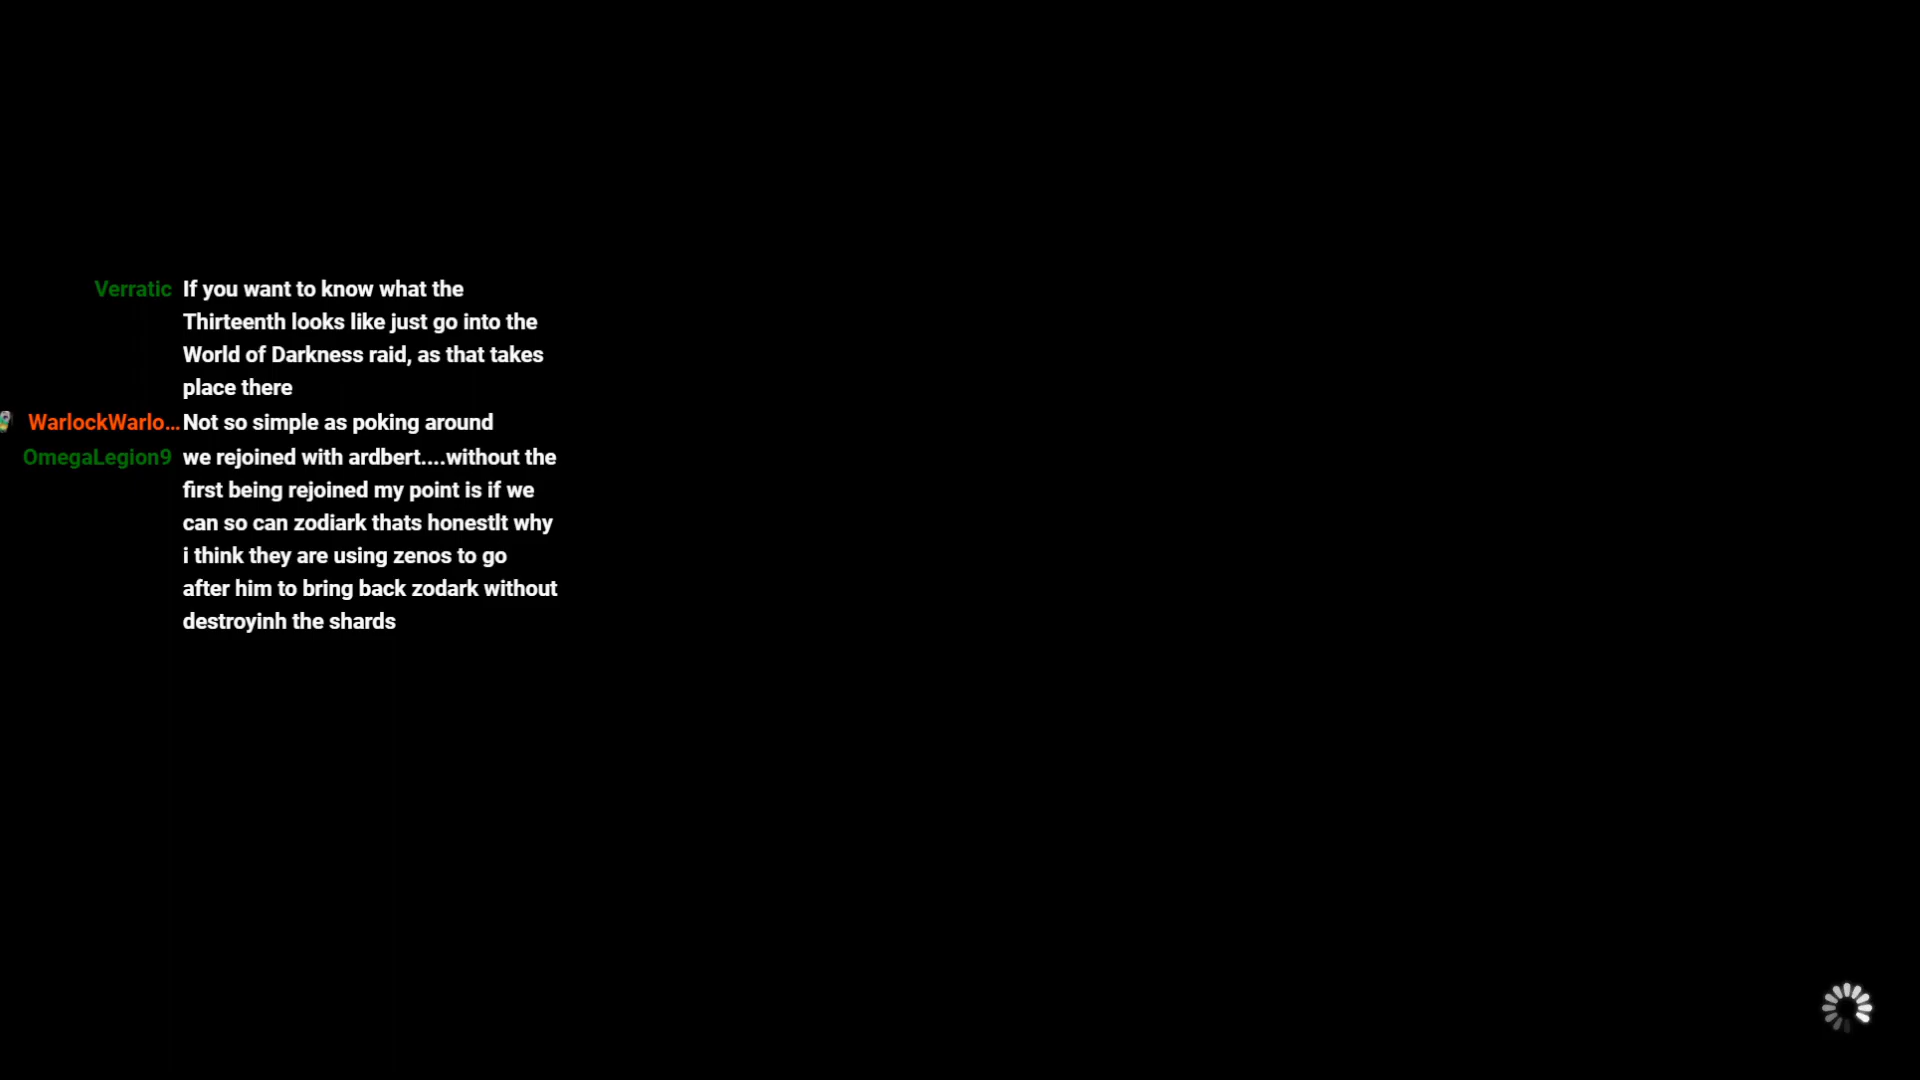 Verratic If you want to know what the
Thirteenth looks like just go into the
World of Darkness raid, as that takes
place there
WarlockWarlo... Not so simple as poking around
OmegaLegion9 we rejoined with ardbert....without the
first being rejoined my point is if we
can so can zodiark thats honestlt why
i think they are using zenos to go
after him to bring back zodark without
destroyinh the shards